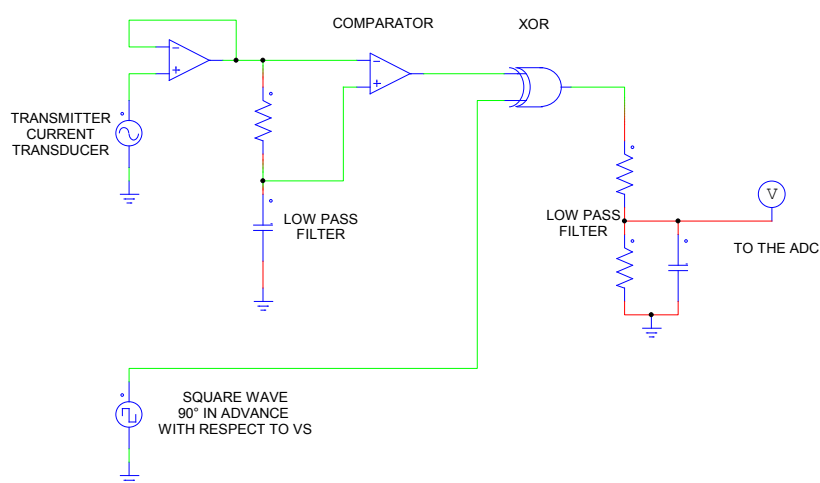 COMPARATOR
XOR
TRANSMITTER
CURRENT
TRANSDUCER
LOW PASS
FILTER
LOW PASS
FILTER
V
TO THE ADC
SQUARE WAVE
90° IN ADVANCE
WITH RESPECT TO VS